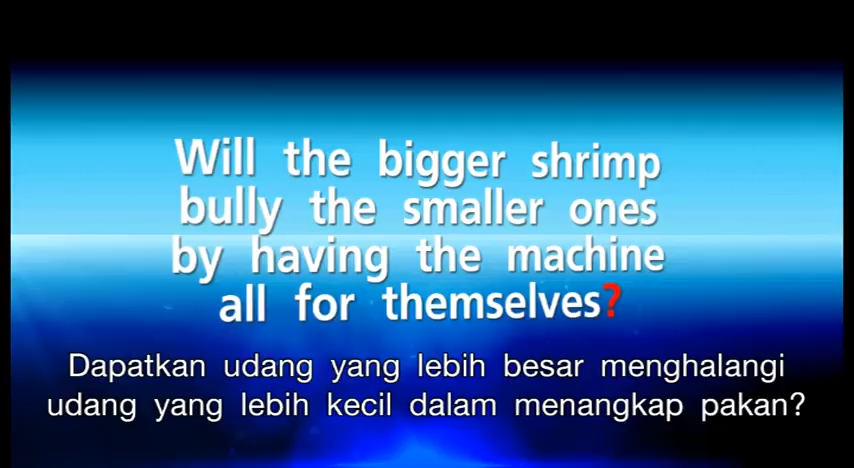 Will the bigger shrimp
bully the smaller ones
by having the machine
all for themselves?
Dapatkan udang yang lebih besar menghalangi
udang yang lebih kecil dalam menangkap pakan?